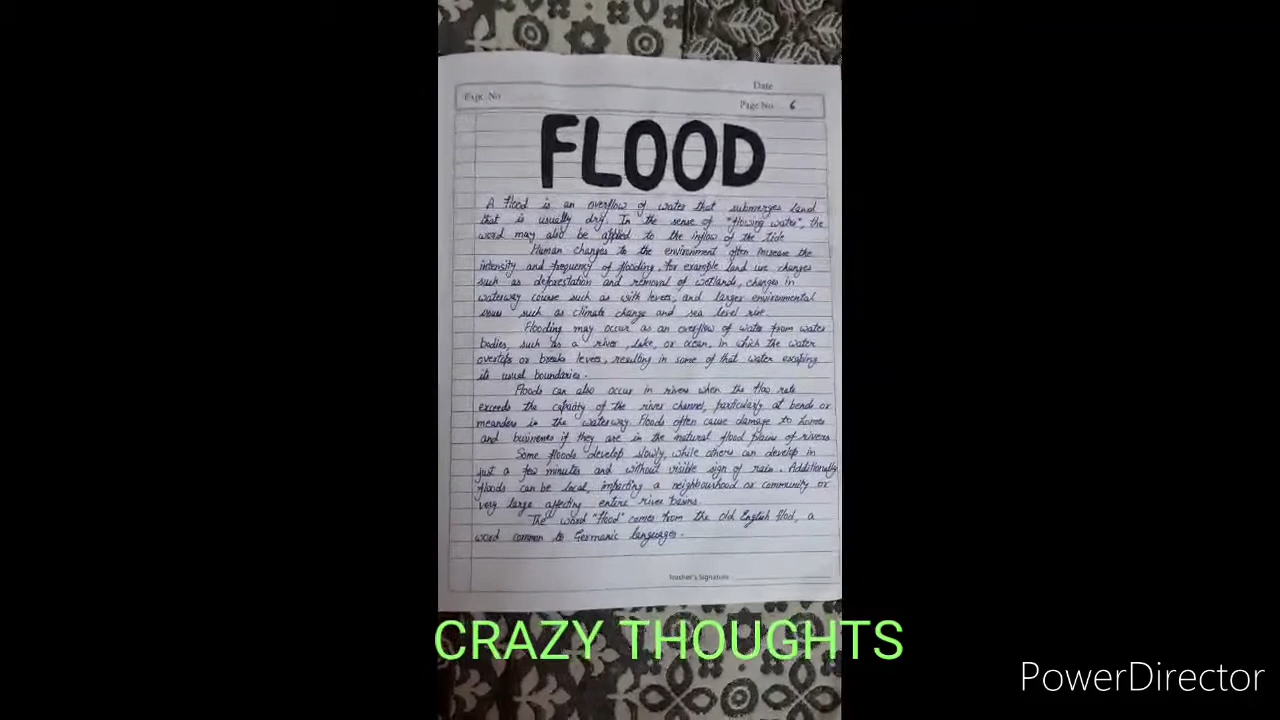 Date
Expt. No
Page No. 6
FLOOD
A flood is an overflow of water that submerges land
that is usually dry. In the sense of "flowing water", the
word may also be applied to the inflow of the tide
Human changes to the environment often increase the
intensity and frequency of flooding, for example land use changes
such as deforestation and removal of wetlands, changes in
waterway course such as with levees, and larger environmental
issues such as climate change and sea level rise.
Flooding may occur as an overflow of water from water
bodies, such as a river, lake, or ocean, in which the water
overtops or breaks levees, resulting in some of that water escaping
its usual boundaries.
Floods can also occur in rivers when the flow rate
exceeds the capacity of the river channel, particularly at bends or
meanders in the waterway. Floods often cause damage to homes
and businesses if they are in the natural flood plains of rivers
Some floods develop slowly, while others can develop in
just a few minutes and without visible sign of rain. Additionally
floods can be local, impacting a neighbourhood or community or
very large affecting entire river basins
The word "flood" comes from the old English flod, a
word common to Germanic languages.
Teacher's Signature
CRAZY THOUGHTS
PowerDirector